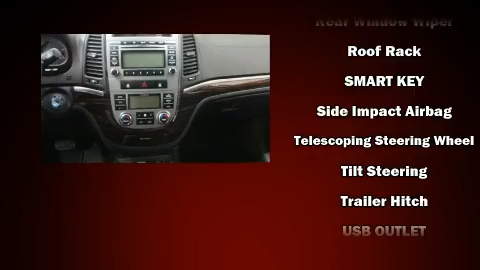 Rear Window Wiper
Roof Rack
SMART KEY
Side Impact Airbag
Telescoping Steering Wheel
Tilt Steering
Trailer Hitch
USB OUTLET